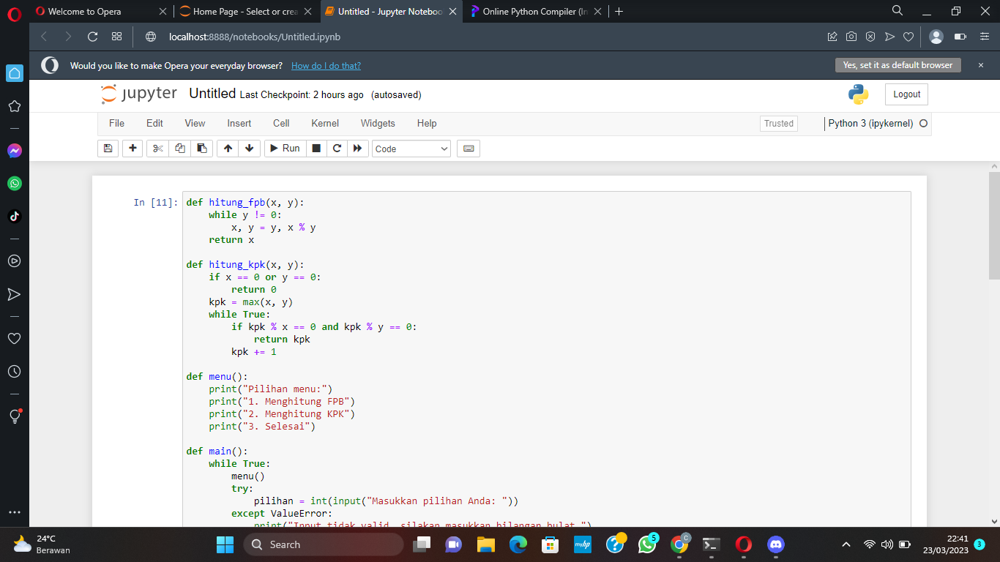 Welcome to Opera
Home Page - Select or crea
Untitled - Jupyter Noteboo
Online Python Compiler (In
localhost:8888/notebooks/Untitled.ipynb
Would you like to make Opera your everyday browser? How do I do that?
Yes, set it as default browser
jupyter Untitled Last Checkpoint: 2 hours ago (autosaved)
Logout
File Edit View Insert Cell Kernel Widgets Help
Trusted
Python 3 (ipykernel)
Run
Code
In [11]:
def hitung_fpb(x, y):
    while y != 0:
        x, y = y, x % y
    return x

def hitung_kpk(x, y):
    if x == 0 or y == 0:
        return 0
    kpk = max(x, y)
    while True:
        if kpk % x == 0 and kpk % y == 0:
            return kpk
        kpk += 1

def menu():
    print("Pilihan menu:")
    print("1. Menghitung FPB")
    print("2. Menghitung KPK")
    print("3. Selesai")

def main():
    while True:
        menu()
        try:
            pilihan = int(input("Masukkan pilihan Anda: "))
        except ValueError:
            print("Input tidak valid, silakan masukkan bilangan bulat.")
24°C
Berawan
Search
myhp
5
C
22:41
23/03/2023
3